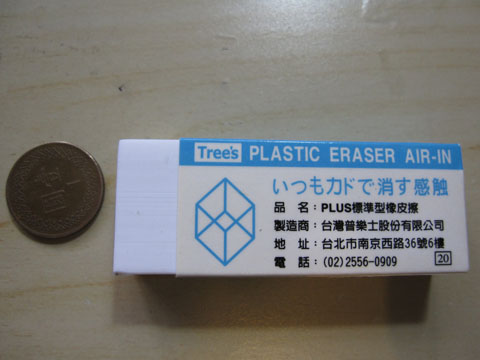 Tree's PLASTIC ERASER AIR-IN
いつもカドで消す感触
品 名：PLUS標準型橡皮擦
製造商：台灣普樂士股份有限公司
地 址：台北市南京西路36號6樓
電 話：(02)2556-0909
20